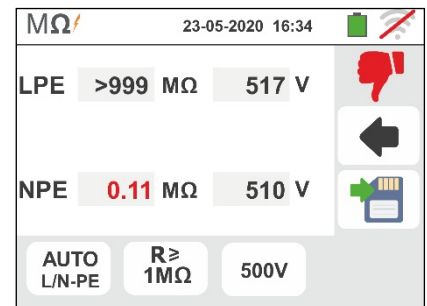 MΩ 23-05-2020 16:34
LPE >999 MΩ 517 V
NPE 0.11 MΩ 510 V
AUTO L/N-PE
R≥ 1MΩ
500V